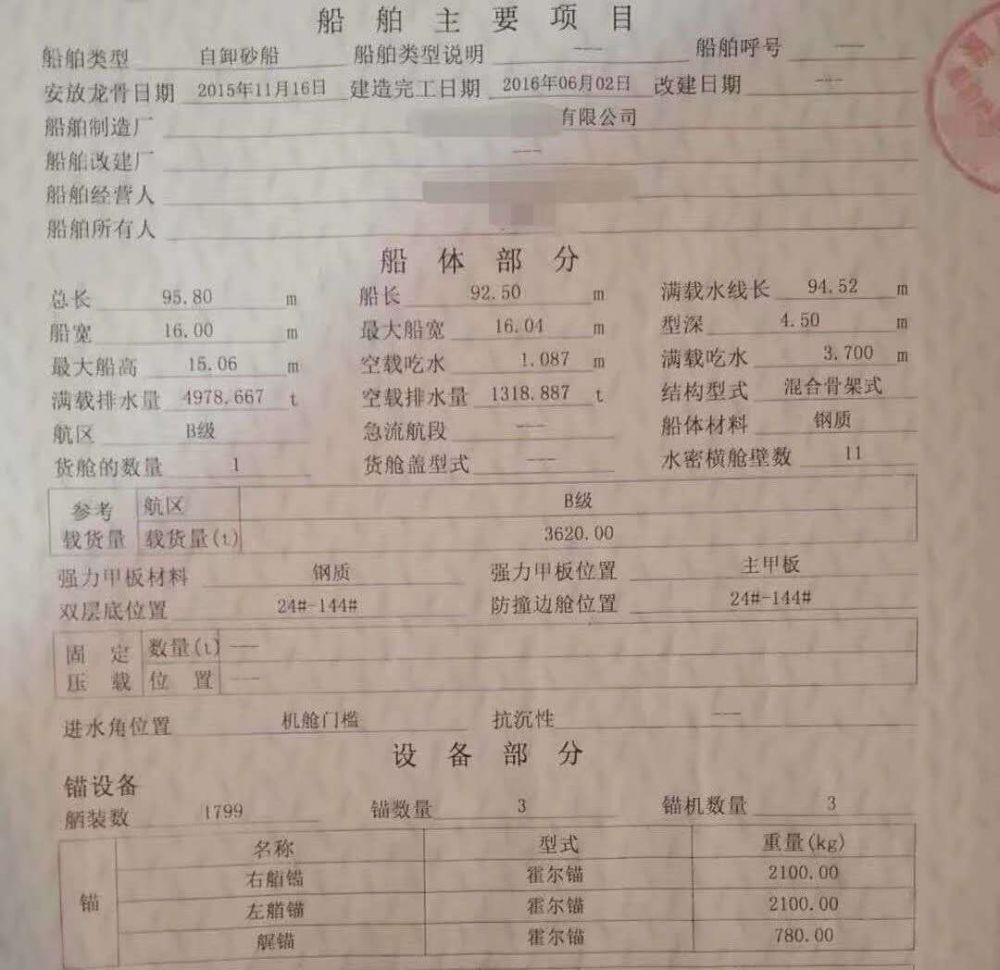 船舶主要项目
船舶类型 自卸砂船 船舶类型说明 --- 船舶呼号 ---
安放龙骨日期 2015年11月16日 建造完工日期 2016年06月02日 改建日期 ---
船舶制造厂 有限公司
船舶改建厂 ---
船舶经营人
船舶所有人
船体部分
总长 95.80 m 船长 92.50 m 满载水线长 94.52 m
船宽 16.00 m 最大船宽 16.04 m 型深 4.50 m
最大船高 15.06 m 空载吃水 1.087 m 满载吃水 3.700 m
满载排水量 4978.667 t 空载排水量 1318.887 t 结构型式 混合骨架式
航区 B级 急流航段 --- 船体材料 钢质
货舱的数量 1 货舱盖型式 --- 水密横舱壁数 11
参考 航区 B级
载货量 载货量(t) 3620.00
强力甲板材料 钢质 强力甲板位置 主甲板
双层底位置 24#-144# 防撞边舱位置 24#-144#
固定 数量(t) ---
压载 位置 ---
进水角位置 机舱门槛 抗沉性 ---
设备部分
锚设备
舾装数 1799 锚数量 3 锚机数量 3
名称 型式 重量(kg)
右艏锚 霍尔锚 2100.00
锚 左艏锚 霍尔锚 2100.00
艉锚 霍尔锚 780.00